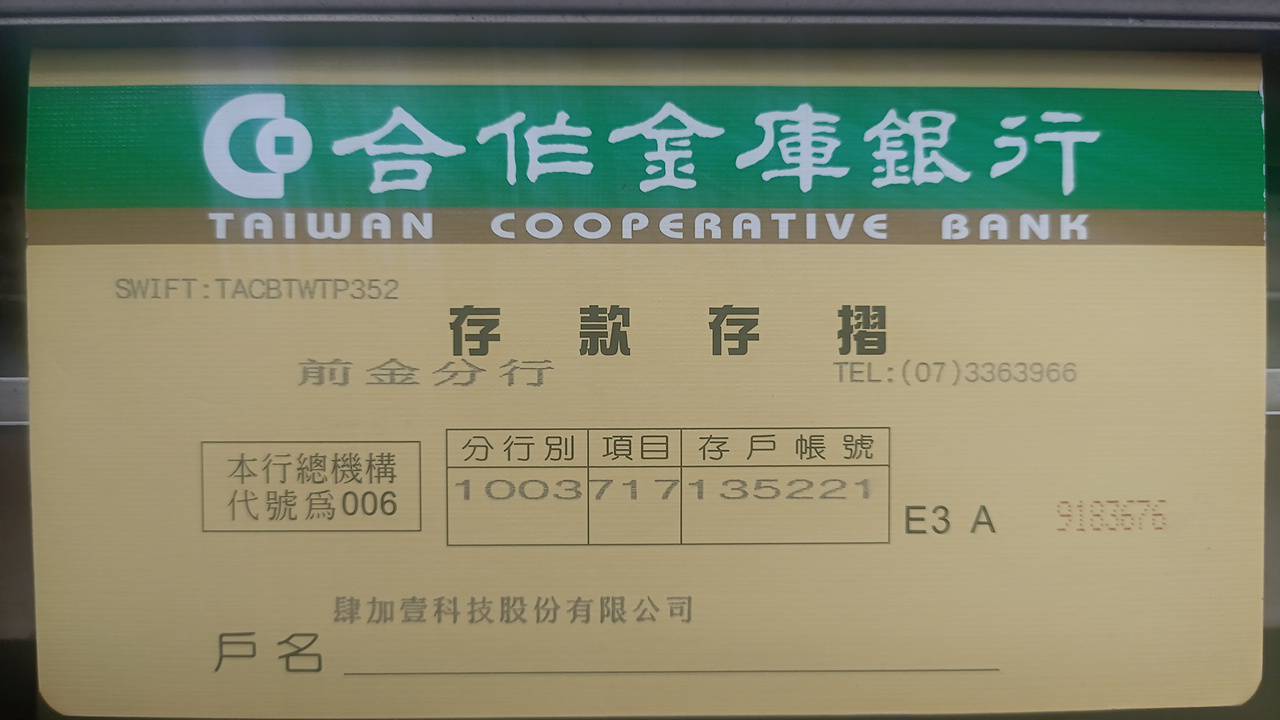 合作金庫銀行
TAIWAN COOPERATIVE BANK
SWIFT:TACBTWTP352
存款存摺
前金分行
TEL:(07)3363966
本行總機構
代號為006
分行別 項目 存戶帳號
1003 717 135221
E3 A
9183676
肆加壹科技股份有限公司
戶名